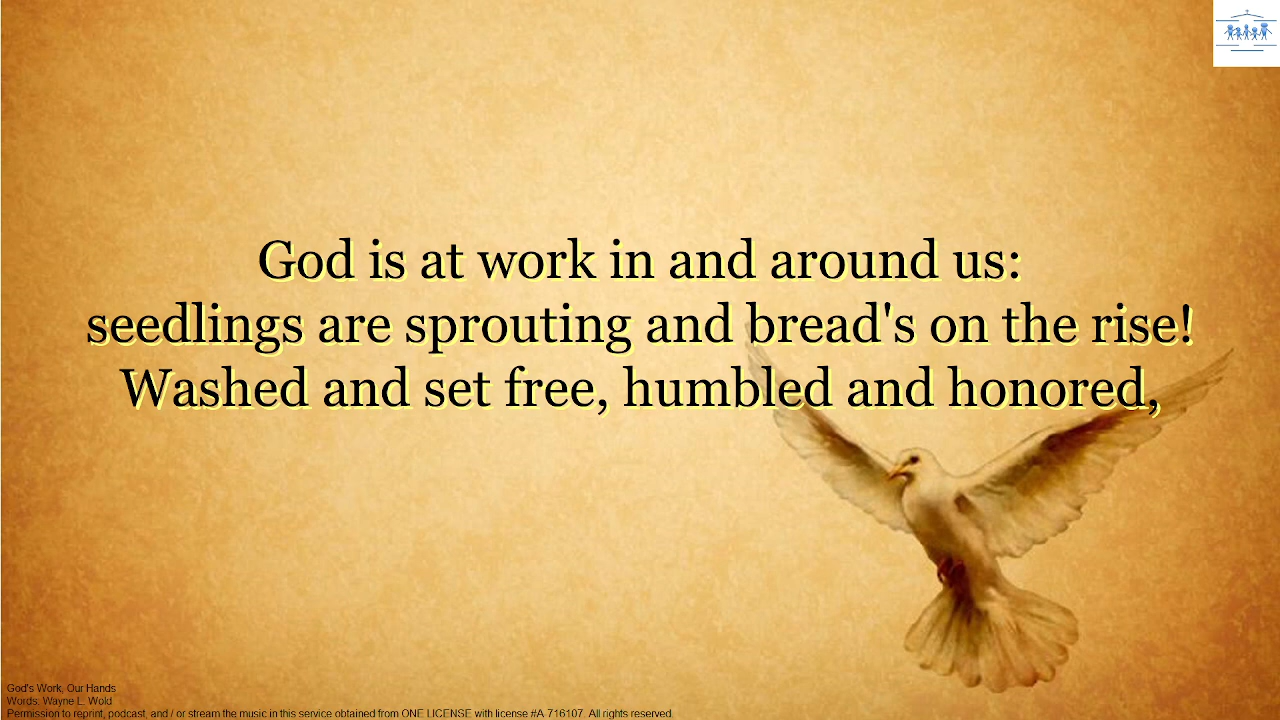 God is at work in and around us:
seedlings are sprouting and bread's on the rise!
Washed and set free, humbled and honored,
God's Work, Our Hands
Words: Wayne L. Wold
Permission to reprint, podcast, and / or stream the music in this service obtained from ONE LICENSE with license #A-716107. All rights reserved.